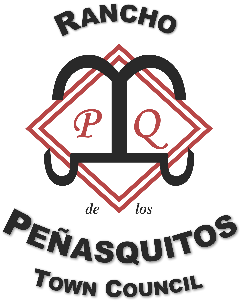 RANCHO
P Q
de los
PEÑASQUITOS
TOWN COUNCIL